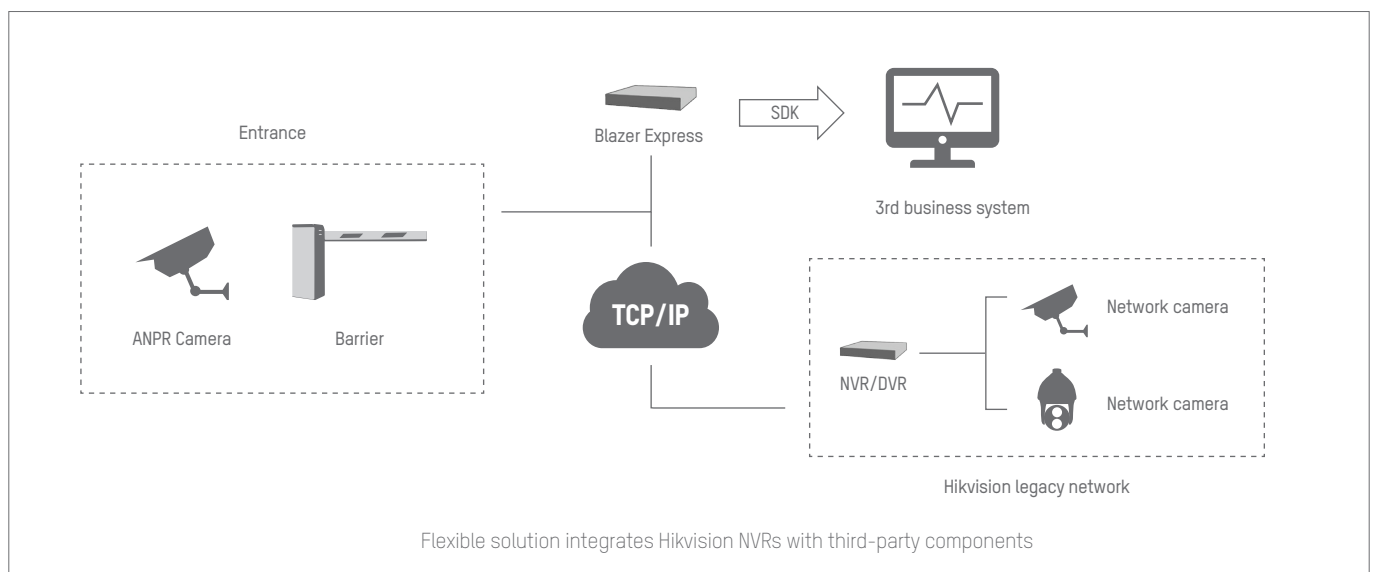 Entrance
Blazer Express
SDK
3rd business system
ANPR Camera
Barrier
TCP/IP
NVR/DVR
Network camera
Network camera
Hikvision legacy network
Flexible solution integrates Hikvision NVRs with third-party components